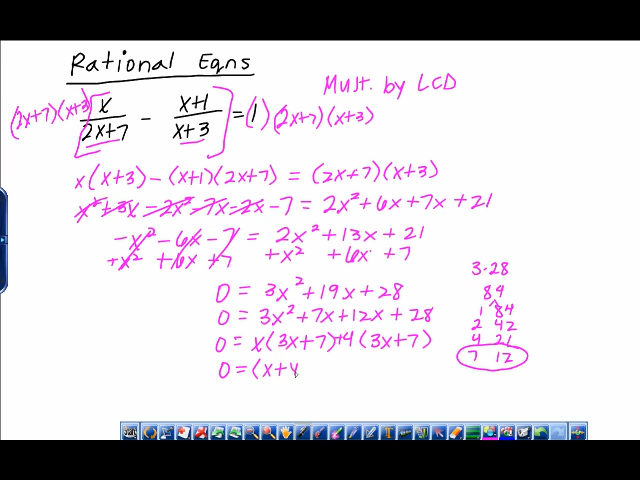 Rational Eqns
Mult. by LCD
(2x+7)(x+3) [ x/(2x+7) - (x+1)/(x+3) ] = (1)(2x+7)(x+3)
x(x+3) - (x+1)(2x+7) = (2x+7)(x+3)
x² + 3x - 2x² - 7x - 2x - 7 = 2x² + 6x + 7x + 21
-x² - 6x - 7 = 2x² + 13x + 21
+x² + 6x + 7 +x² + 6x + 7
0 = 3x² + 19x + 28
0 = 3x² + 7x + 12x + 28
0 = x(3x+7) + 4(3x+7)
0 = (x+4
3·28
84
1 84
2 42
4 21
7 12